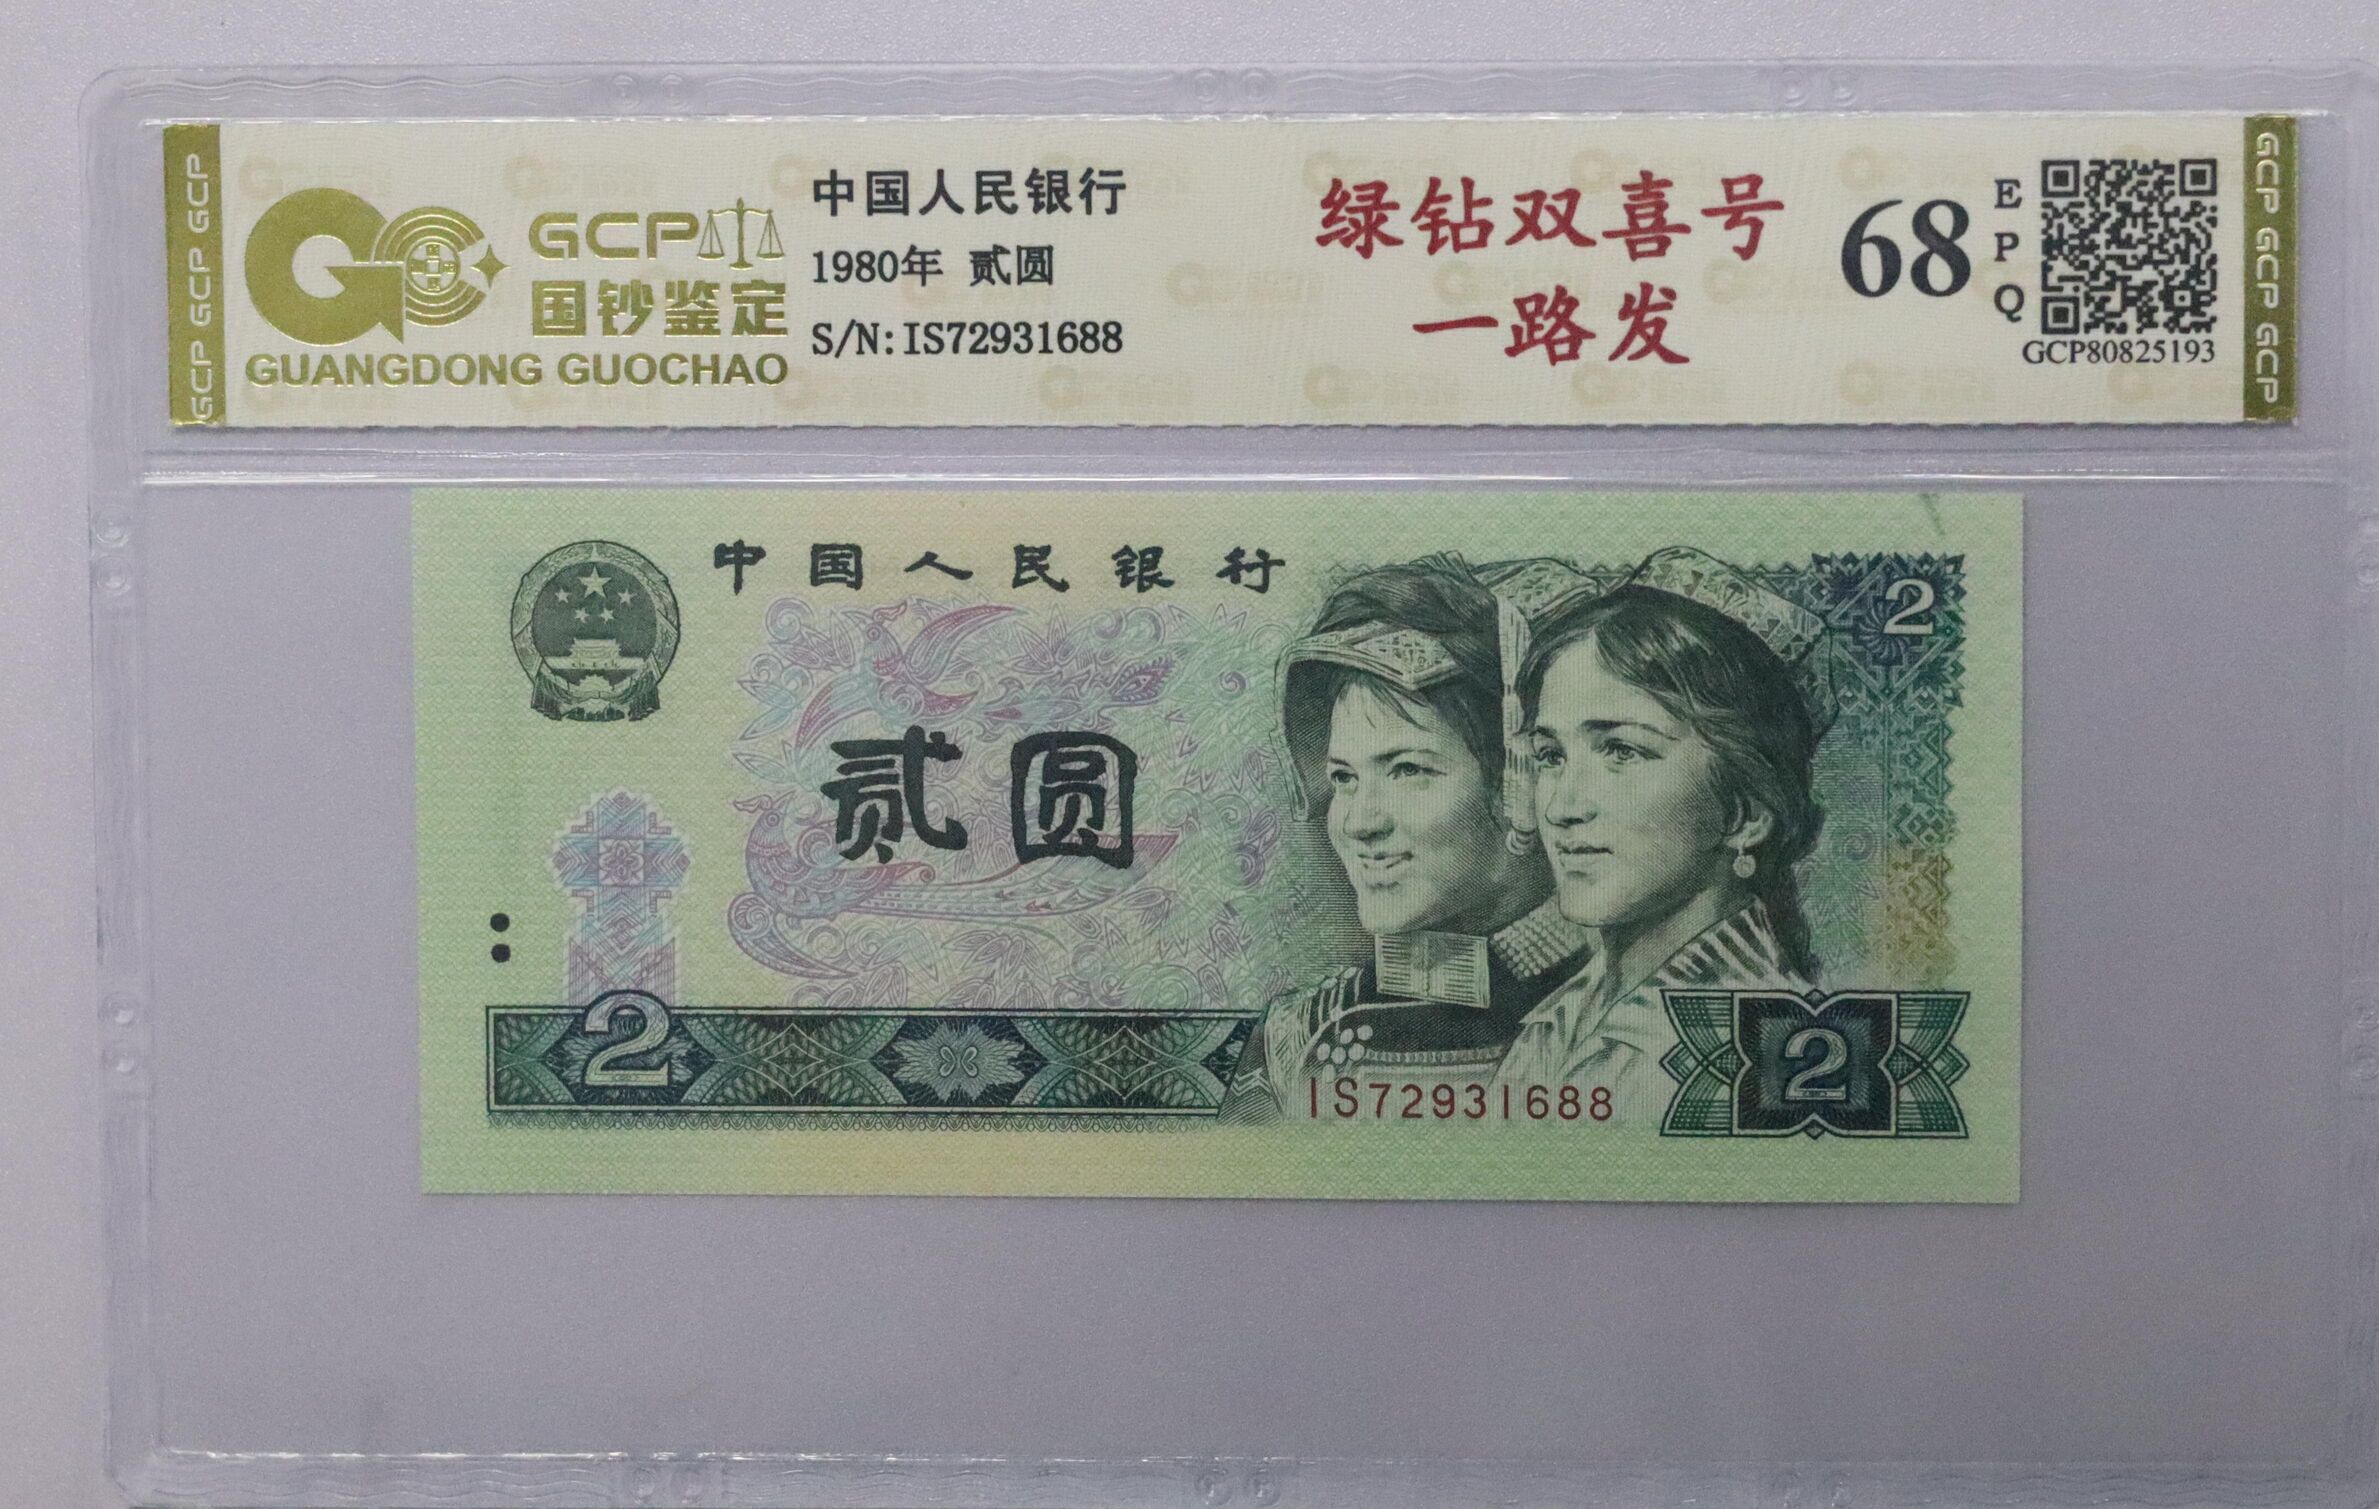 GCP GCP GCP
GCP
国钞鉴定
GUANGDONG GUOCHAO
中国人民银行
1980年 贰圆
S/N:IS72931688
绿钻双喜号
一路发
68
EPQ
GCP80825193
GCP GCP GCP
中国人民银行
2
贰圆
2
IS72931688
2